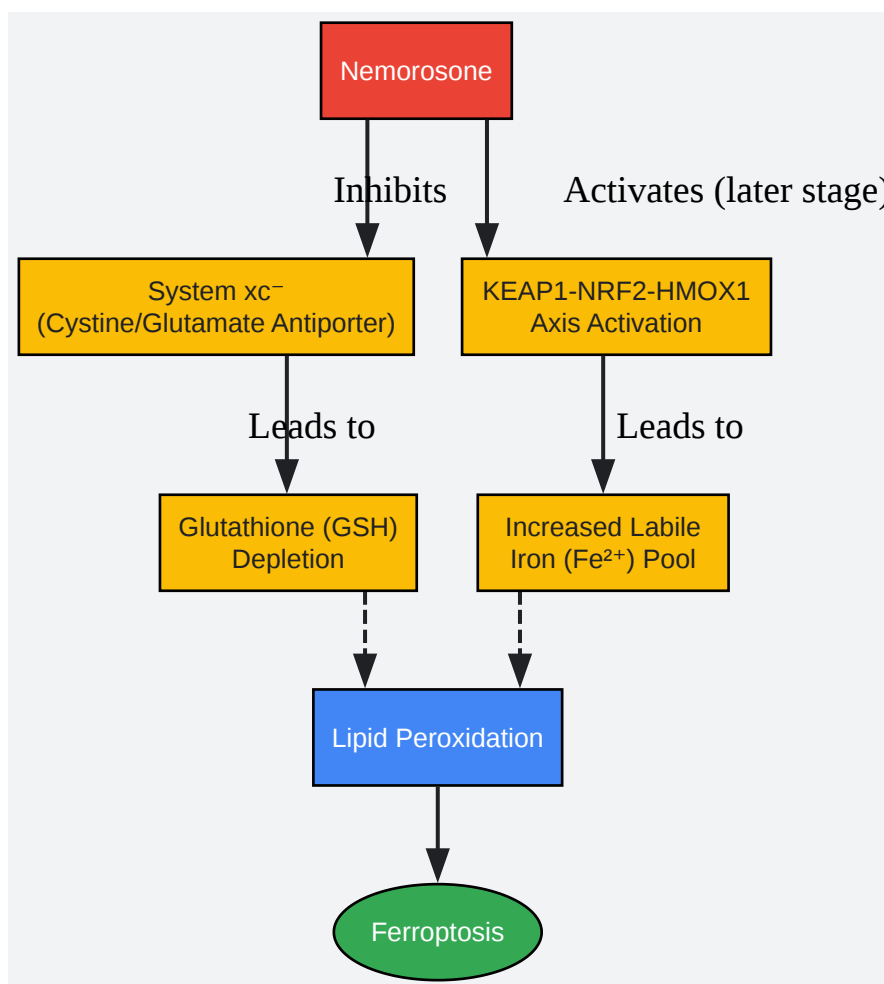 Nemorosone
Inhibits
Activates (later stage)
System xc⁻
(Cystine/Glutamate Antiporter)
KEAP1-NRF2-HMOX1
Axis Activation
Leads to
Leads to
Glutathione (GSH)
Depletion
Increased Labile
Iron (Fe²⁺) Pool
Lipid Peroxidation
Ferroptosis